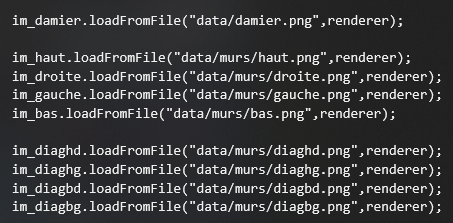 im_damier.loadFromFile("data/damier.png",renderer);
im_haut.loadFromFile("data/murs/haut.png",renderer);
im_droite.loadFromFile("data/murs/droite.png",renderer);
im_gauche.loadFromFile("data/murs/gauche.png",renderer);
im_bas.loadFromFile("data/murs/bas.png",renderer);
im_diaghd.loadFromFile("data/murs/diaghd.png",renderer);
im_diaghg.loadFromFile("data/murs/diaghg.png",renderer);
im_diagbd.loadFromFile("data/murs/diagbd.png",renderer);
im_diagbg.loadFromFile("data/murs/diagbg.png",renderer);